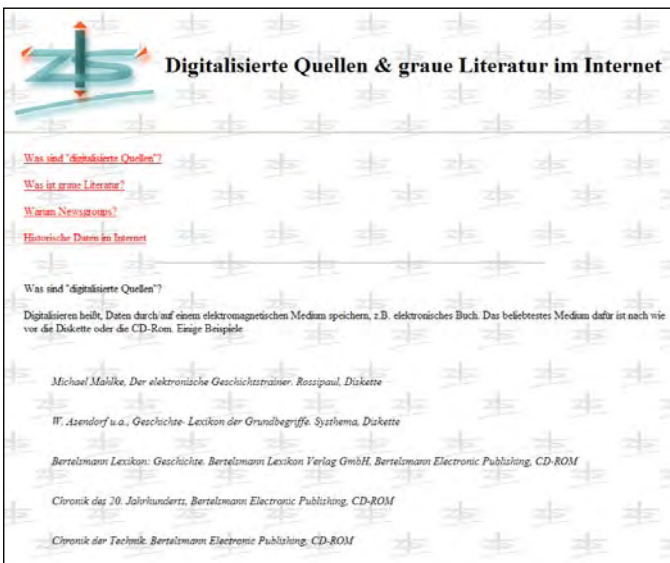 Digitalisierte Quellen & graue Literatur im Internet
Was sind "digitalisierte Quellen"?
Was ist graue Literatur?
Warum Newsgroups?
Historische Daten im Internet
Was sind "digitalisierte Quellen"?
Digitalisieren heißt, Daten durch/auf einem elektromagnetischen Medium speichern, z.B. elektronisches Buch. Das beliebtestes Medium dafür ist nach wie
vor die Diskette oder die CD-Rom. Einige Beispiele
Michael Mahlke, Der elektronische Geschichtstrainer. Rossipaul, Diskette
W. Asendorf u.a., Geschichte- Lexikon der Grundbegriffe. Systhema, Diskette
Bertelsmann Lexikon: Geschichte. Bertelsmann Lexikon Verlag GmbH, Bertelsmann Electronic Publishing, CD-ROM
Chronik des 20. Jahrhunderts, Bertelsmann Electronic Publishing, CD-ROM
Chronik der Technik. Bertelsmann Electronic Publishing, CD-ROM